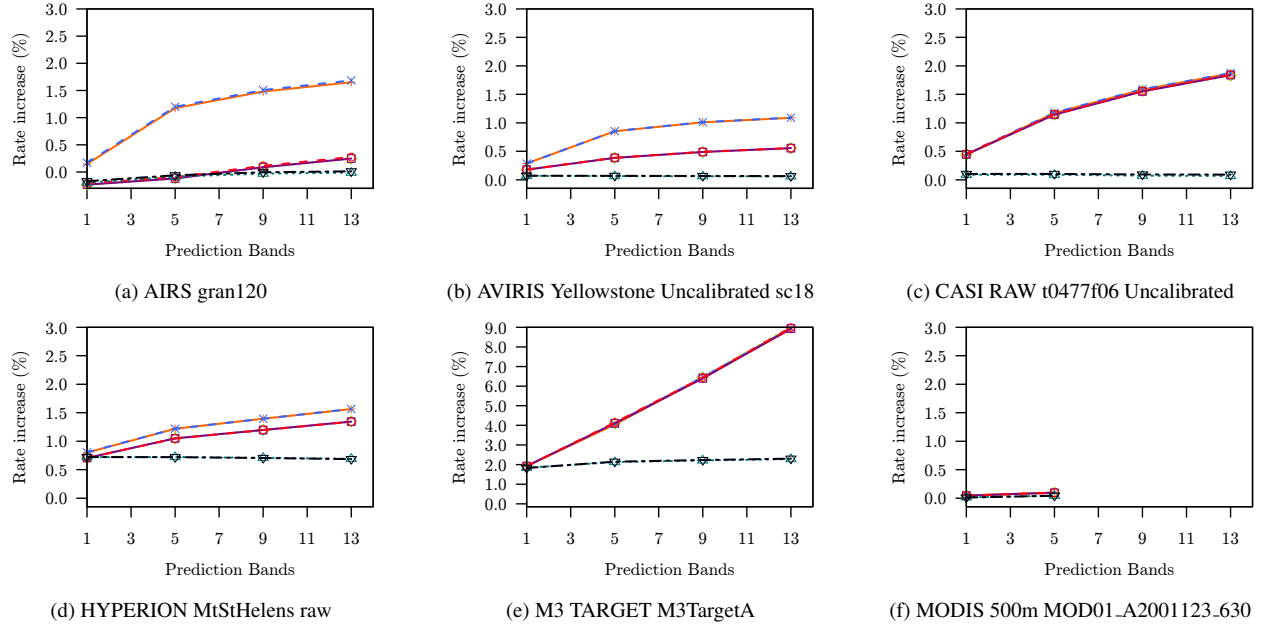 3.0
2.5
2.0
1.5
1.0
0.5
0.0
Rate increase (%)
1 3 5 7 9 11 13
Prediction Bands
(a) AIRS gran120
3.0
2.5
2.0
1.5
1.0
0.5
0.0
Rate increase (%)
1 3 5 7 9 11 13
Prediction Bands
(b) AVIRIS Yellowstone Uncalibrated sc18
3.0
2.5
2.0
1.5
1.0
0.5
0.0
Rate increase (%)
1 3 5 7 9 11 13
Prediction Bands
(c) CASI RAW t0477f06 Uncalibrated
3.0
2.5
2.0
1.5
1.0
0.5
0.0
Rate increase (%)
1 3 5 7 9 11 13
Prediction Bands
(d) HYPERION MtStHelens raw
9.0
8.0
7.0
6.0
5.0
4.0
3.0
2.0
1.0
0.0
Rate increase (%)
1 3 5 7 9 11 13
Prediction Bands
(e) M3 TARGET M3TargetA
3.0
2.5
2.0
1.5
1.0
0.5
0.0
Rate increase (%)
1 3 5 7 9 11 13
Prediction Bands
(f) MODIS 500m MOD01_A2001123_630